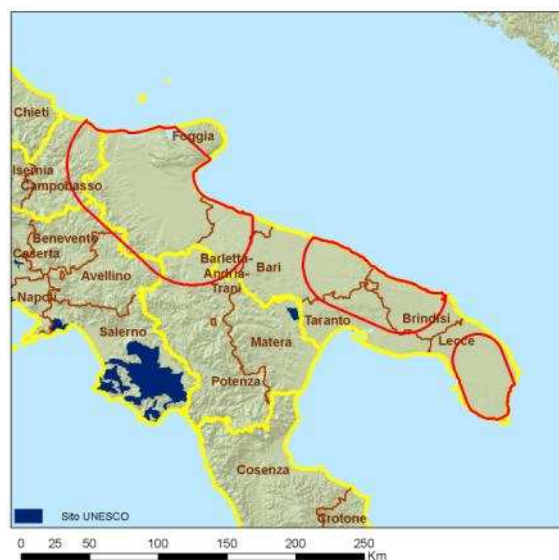 Chieti
Foggia
Isernia
Campobasso
Benevento
Caserta
Barletta-
Andria-
Trani
Bari
Avellino
Napoli
Taranto
Brindisi
Salerno
Lecce
Matera
Potenza
Cosenza
Sito UNESCO
Crotone
0 50 100 150 200 250
Km